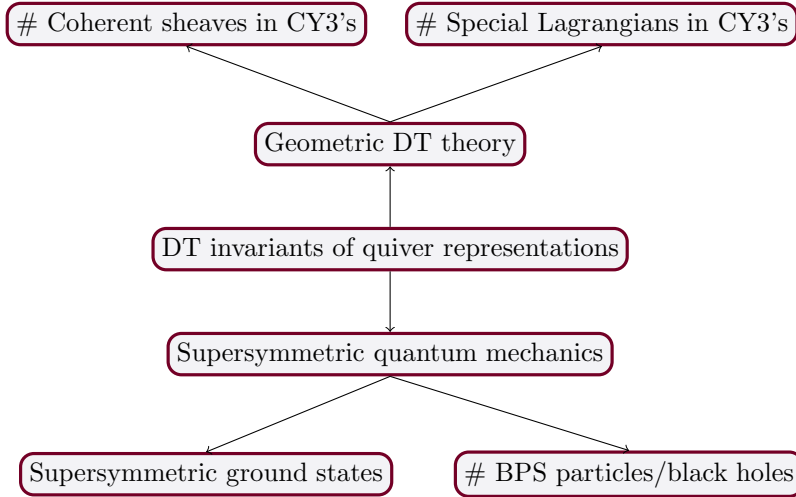 # Coherent sheaves in CY3's
# Special Lagrangians in CY3's
Geometric DT theory
DT invariants of quiver representations
Supersymmetric quantum mechanics
Supersymmetric ground states
# BPS particles/black holes